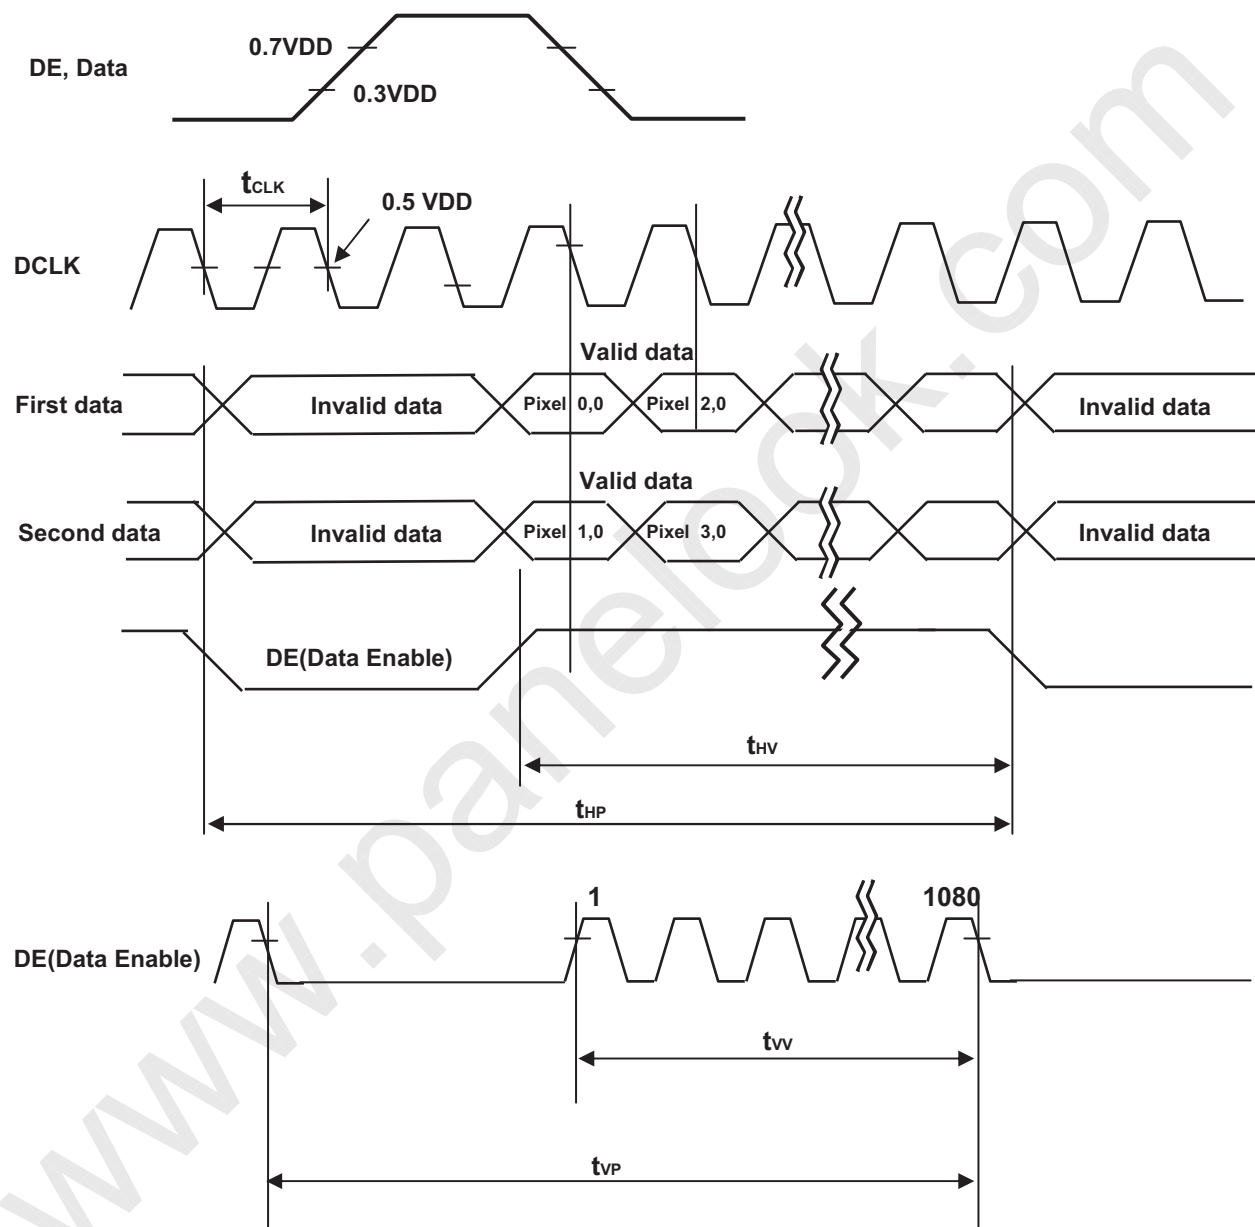 0.7VDD
DE, Data
0.3VDD
tCLK
0.5 VDD
DCLK
Valid data
First data
Invalid data
Pixel 0,0
Pixel 2,0
Invalid data
Valid data
Second data
Invalid data
Pixel 1,0
Pixel 3,0
Invalid data
DE(Data Enable)
tHV
tHP
1
1080
DE(Data Enable)
tVV
tVP
www.panelook.com